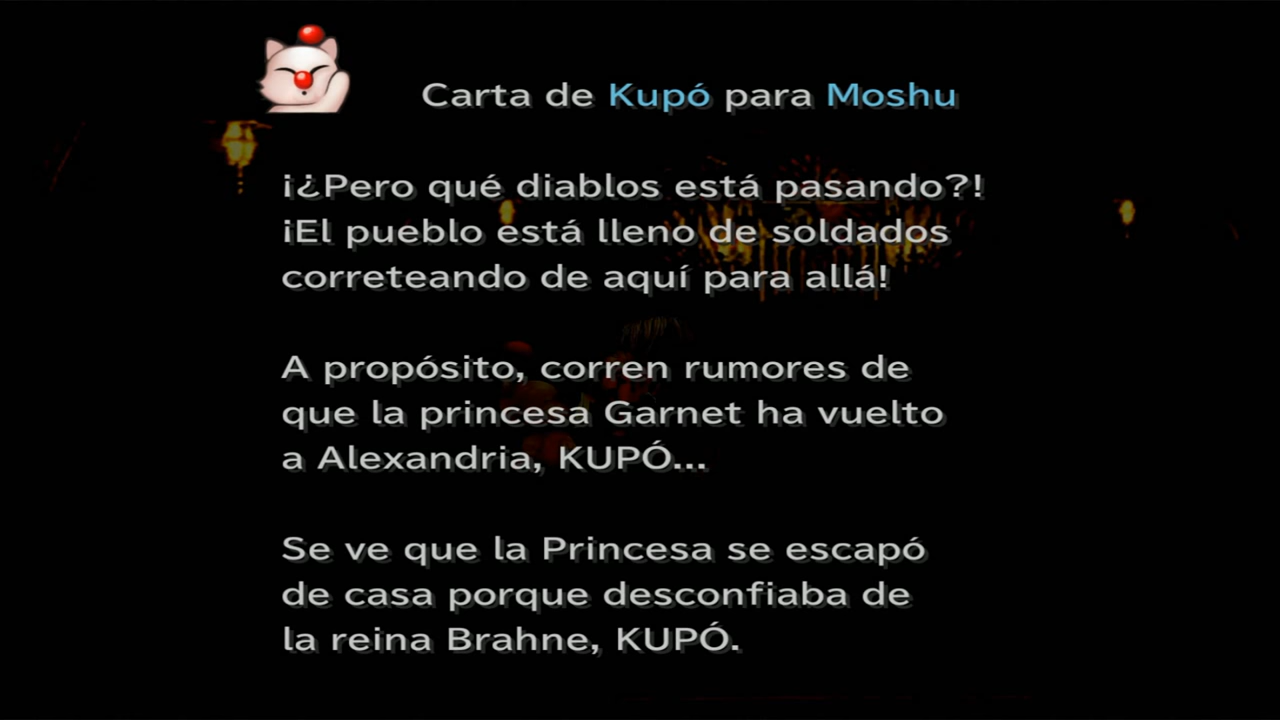 Carta de Kupó para Moshu
¡¿Pero qué diablos está pasando?!
¡El pueblo está lleno de soldados
correteando de aquí para allá!
A propósito, corren rumores de
que la princesa Garnet ha vuelto
a Alexandria, KUPÓ...
Se ve que la Princesa se escapó
de casa porque desconfiaba de
la reina Brahne, KUPÓ.